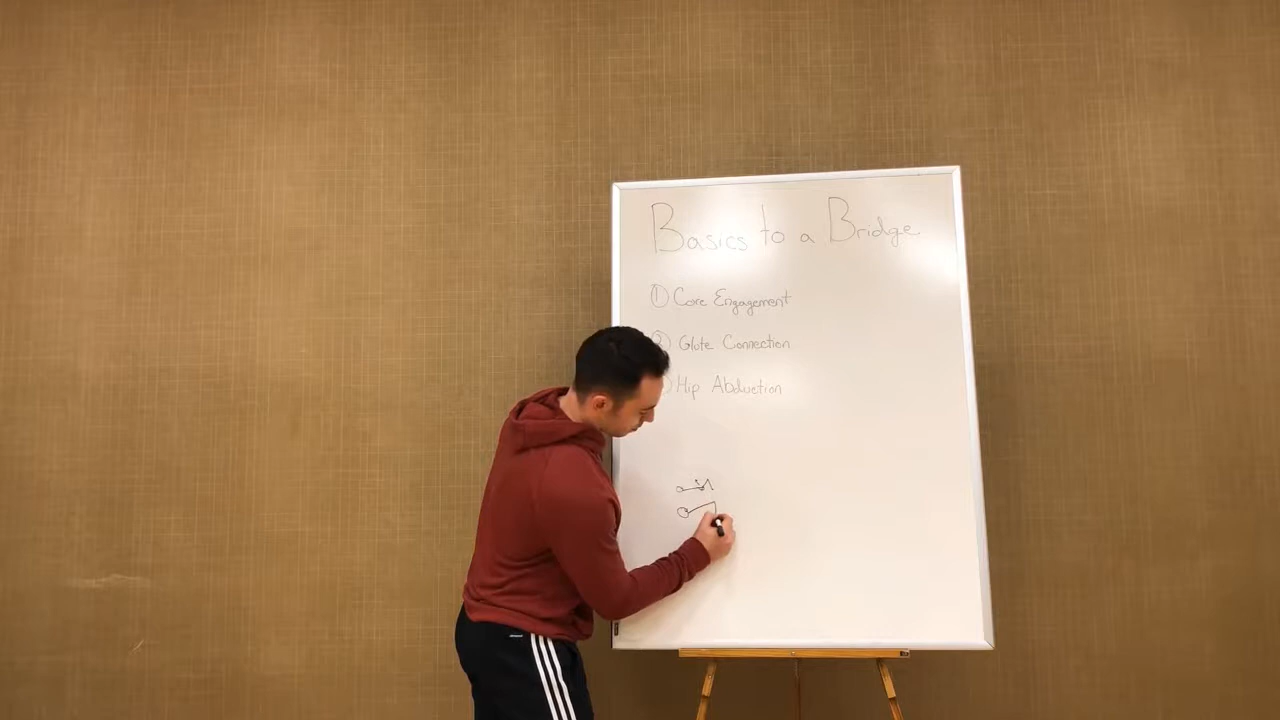 Basics to a Bridge
① Core Engagement
② Glute Connection
Hip Abduction